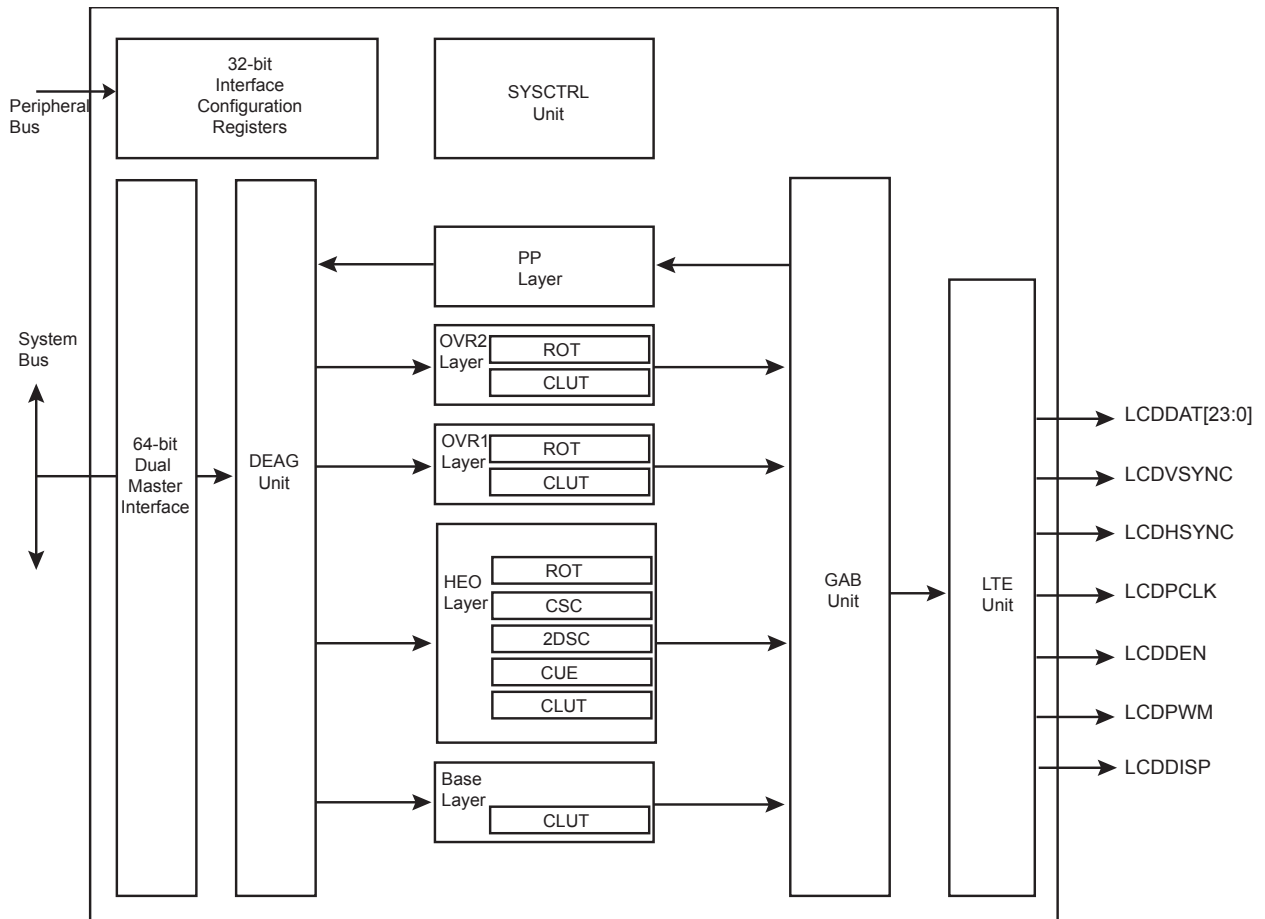 32-bit
Interface
Configuration
Registers
SYSCTRL
Unit
Peripheral
Bus
PP
Layer
System
Bus
OVR2
Layer
ROT
CLUT
OVR1
Layer
ROT
CLUT
64-bit
Dual
Master
Interface
DEAG
Unit
HEO
Layer
ROT
CSC
2DSC
CUE
CLUT
Base
Layer
CLUT
GAB
Unit
LTE
Unit
LCDDAT[23:0]
LCDVSYNC
LCDHSYNC
LCDPCLK
LCDDEN
LCDPWM
LCDDISP